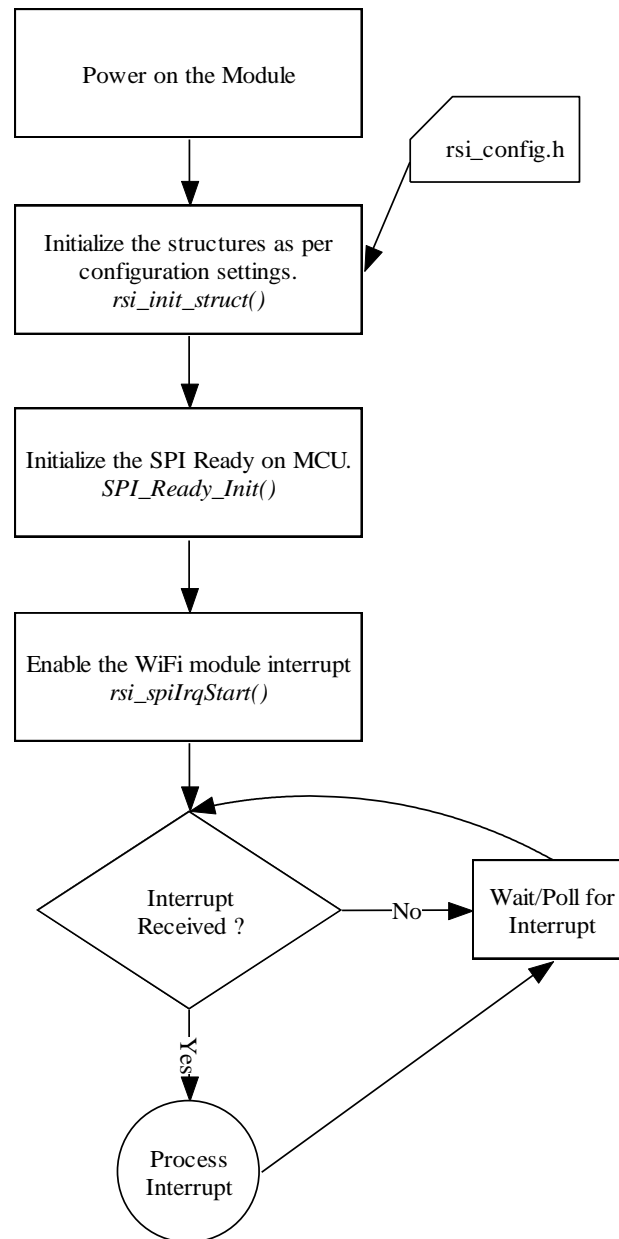 Power on the Module
rsi_config.h
Initialize the structures as per
configuration settings.
rsi_init_struct()
Initialize the SPI Ready on MCU.
SPI_Ready_Init()
Enable the WiFi module interrupt
rsi_spiIrqStart()
Interrupt
Received ?
No
Wait/Poll for
Interrupt
Yes
Process
Interrupt